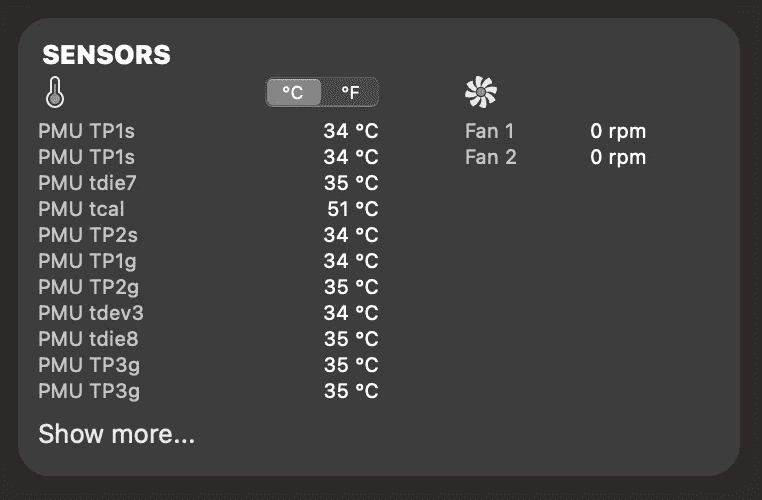 SENSORS
°C °F
PMU TP1s 34 °C Fan 1 0 rpm
PMU TP1s 34 °C Fan 2 0 rpm
PMU tdie7 35 °C
PMU tcal 51 °C
PMU TP2s 34 °C
PMU TP1g 34 °C
PMU TP2g 35 °C
PMU tdev3 34 °C
PMU tdie8 35 °C
PMU TP3g 35 °C
PMU TP3g 35 °C
Show more...